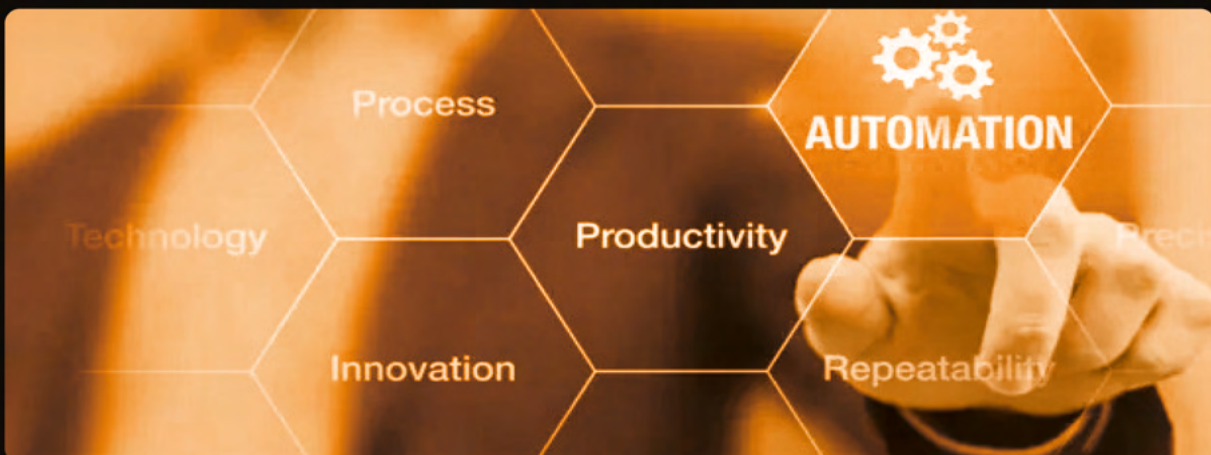 Process
AUTOMATION
Technology
Productivity
Innovation
Repeatability